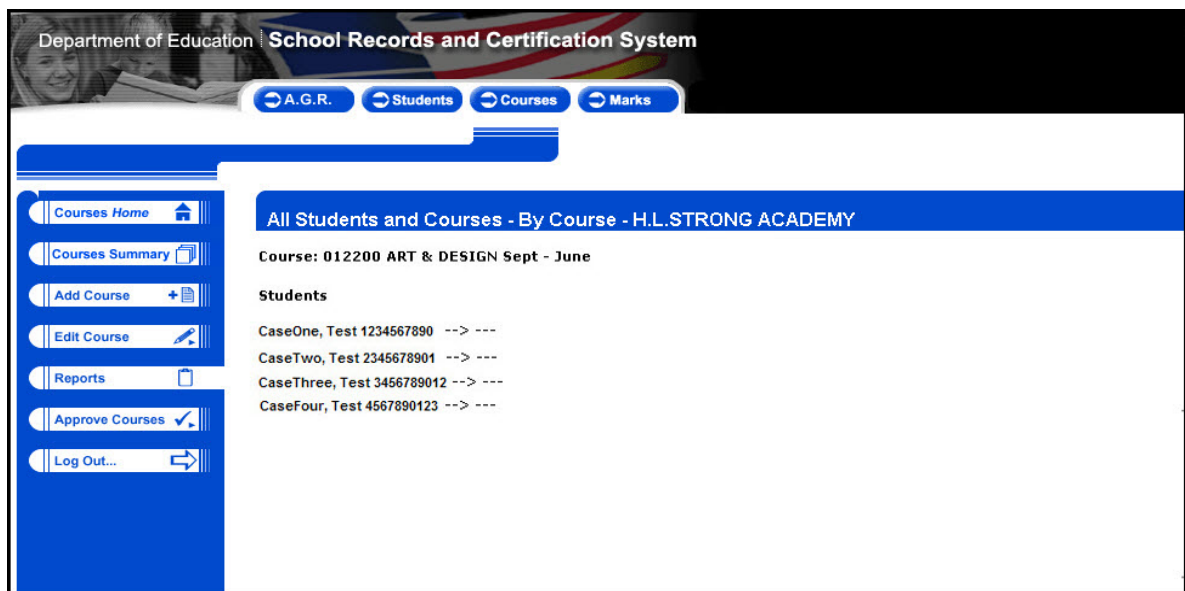 Department of Education School Records and Certification System
A.G.R. Students Courses Marks
Courses Home
Courses Summary
Add Course
Edit Course
Reports
Approve Courses
Log Out...
All Students and Courses - By Course - H.L.STRONG ACADEMY
Course: 012200 ART & DESIGN Sept - June
Students
CaseOne, Test 1234567890 --> ---
CaseTwo, Test 2345678901 --> ---
CaseThree, Test 3456789012 --> ---
CaseFour, Test 4567890123 --> ---